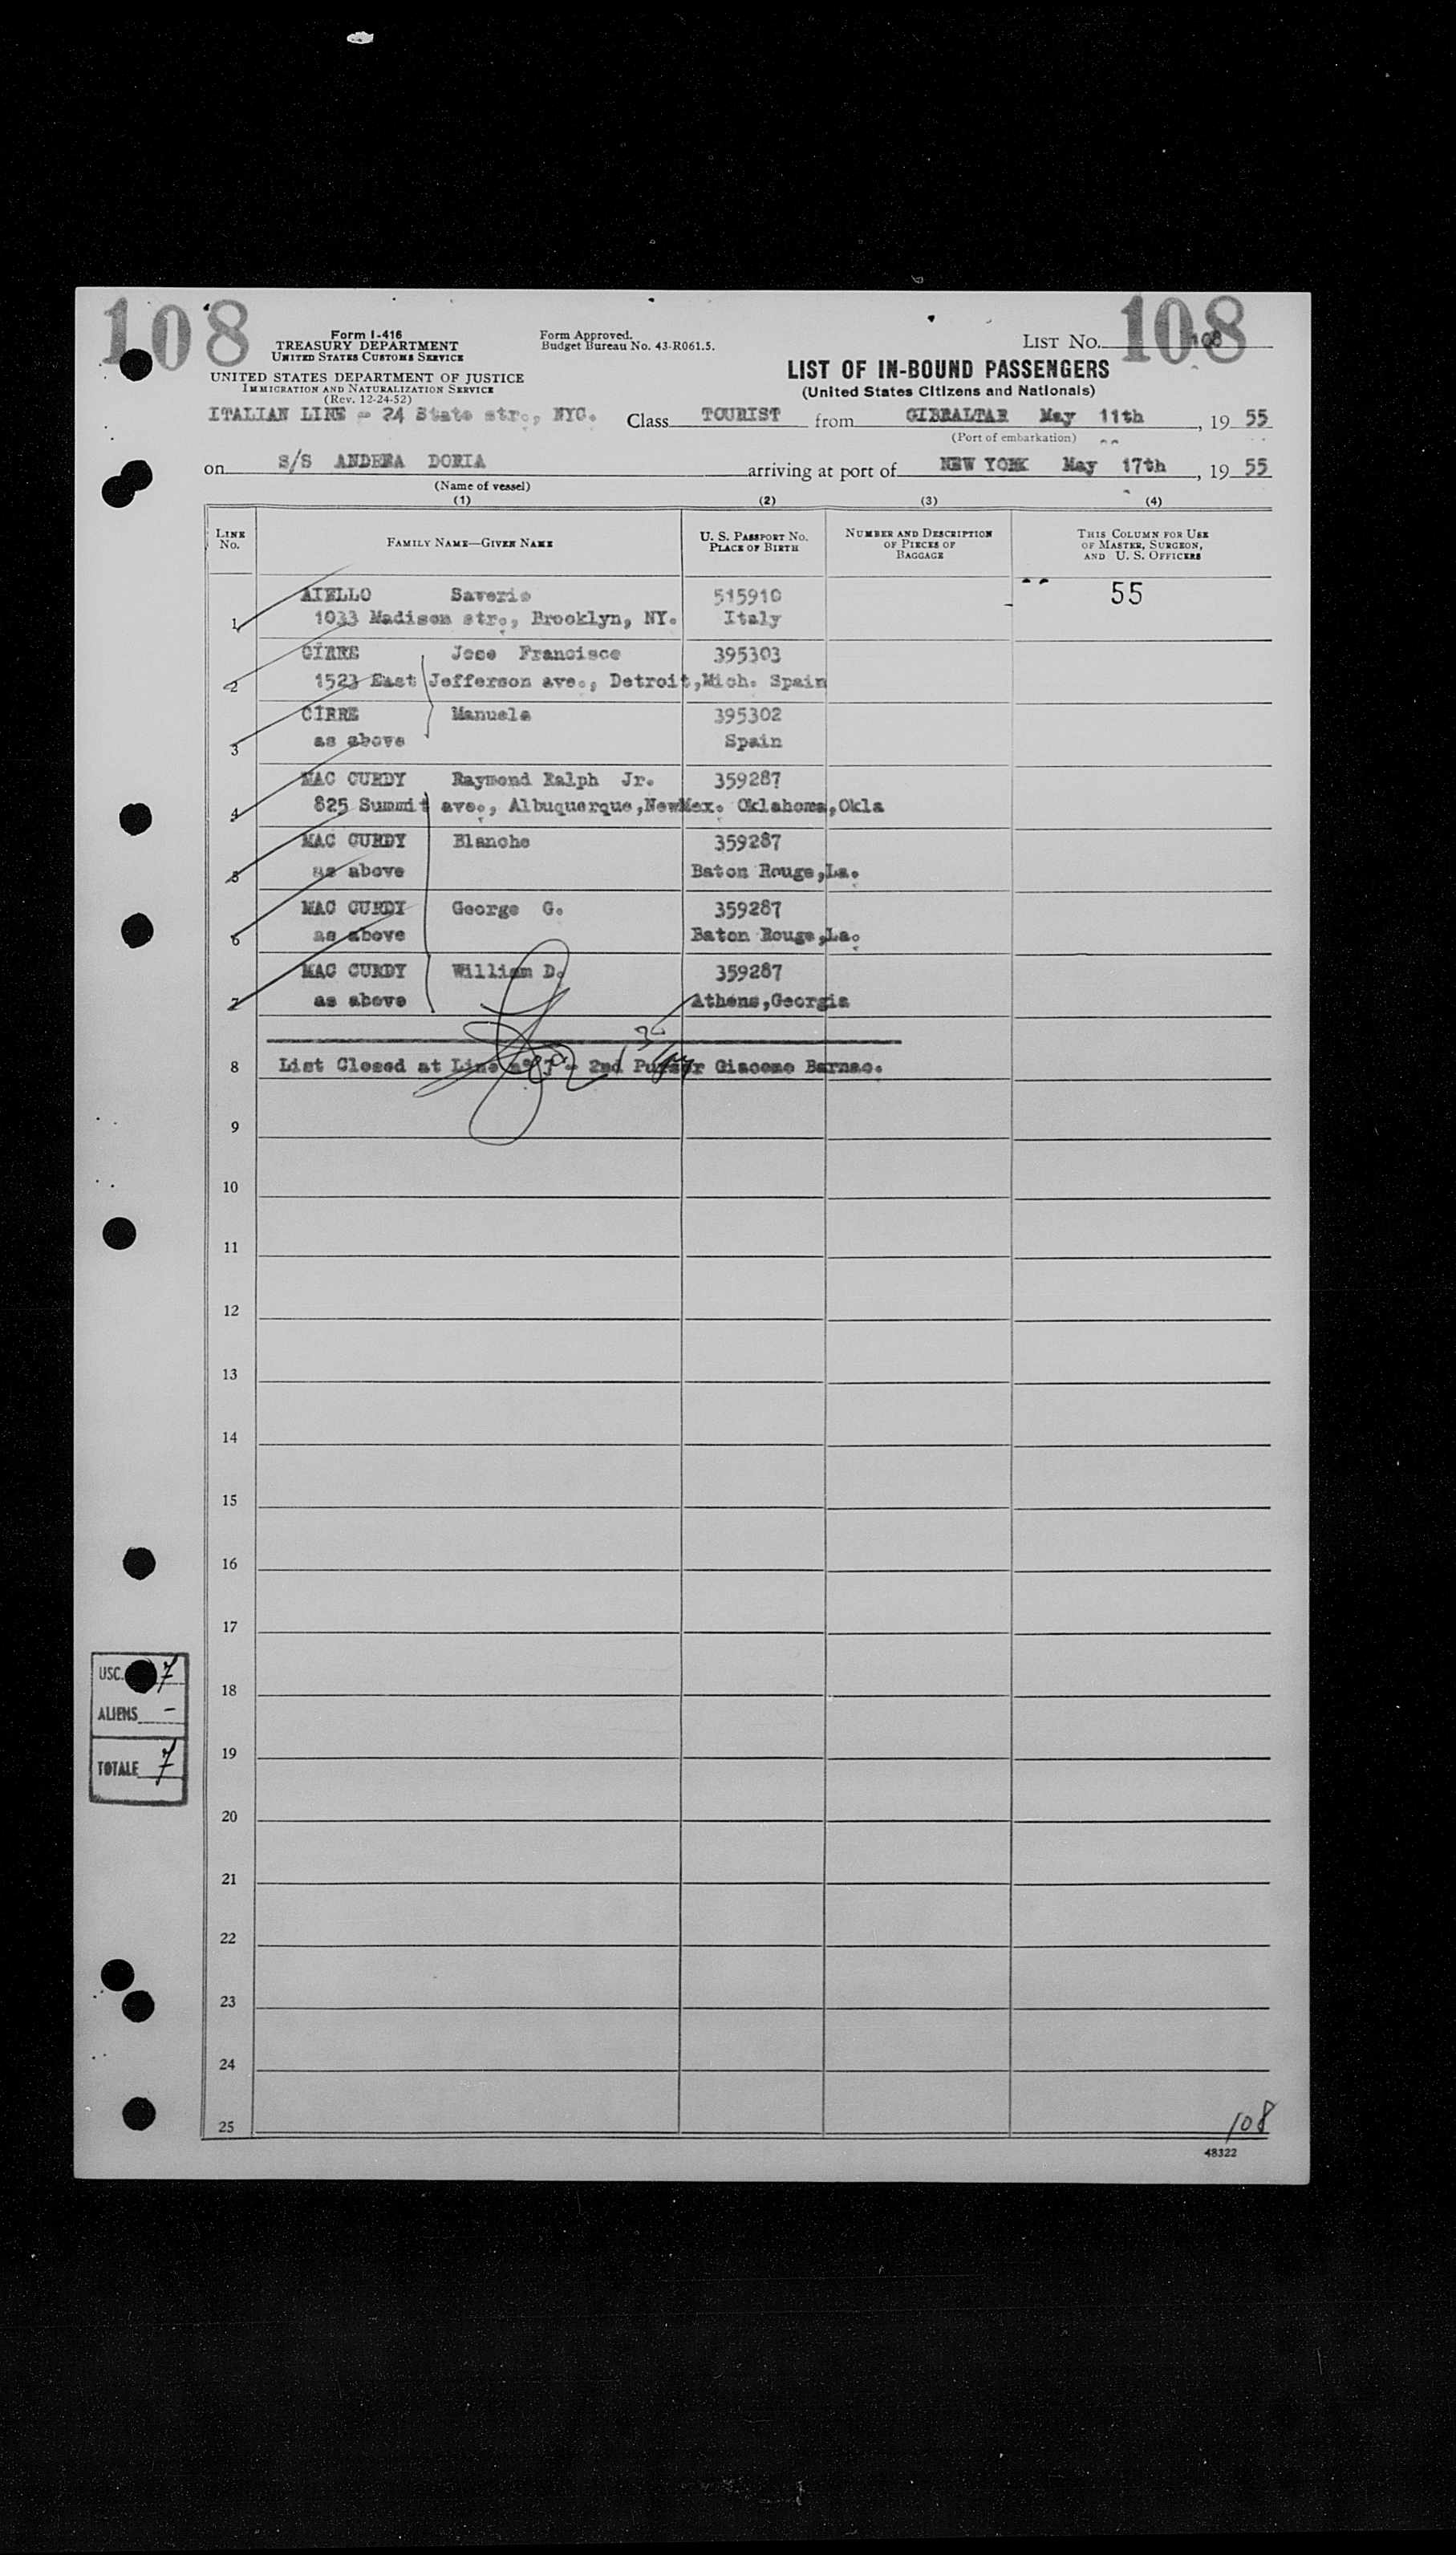 108
108
Form I-416
TREASURY DEPARTMENT
UNITED STATES CUSTOMS SERVICE
Form Approved.
Budget Bureau No. 43-R061.5.
LIST NO. 108
LIST OF IN-BOUND PASSENGERS
(United States Citizens and Nationals)
UNITED STATES DEPARTMENT OF JUSTICE
IMMIGRATION AND NATURALIZATION SERVICE
(Rev. 12-24-52)
ITALIAN LINE - 24 State str., NYC. Class TOURIST from GIBRALTAR May 11th, 1955
(Port of embarkation)
on S/S ANDREA DORIA arriving at port of NEW YORK May 17th, 1955
(Name of vessel)
(1) (2) (3) (4)
LINE NO. FAMILY NAME—GIVEN NAME U. S. PASSPORT NO. PLACE OF BIRTH NUMBER AND DESCRIPTION OF PIECES OF BAGGAGE THIS COLUMN FOR USE OF MASTER, SURGEON, AND U. S. OFFICERS
AIELLO Saverio 515910 55
1 1033 Madison str., Brooklyn, NY. Italy
CIRRE Jose Francisco 395303
2 1523 East Jefferson ave., Detroit,Mich. Spain
CIRRE Manuela 395302
3 as above Spain
MAC CURDY Raymond Ralph Jr. 359287
4 825 Summit ave., Albuquerque,NewMex. Oklahoma,Okla
MAC CURDY Blanche 359287
5 as above Baton Rouge,La.
MAC CURDY George G. 359287
6 as above Baton Rouge,La.
MAC CURDY William D. 359287
7 as above Athens,Georgia
8 List Closed at Line n° 7 - 2nd Purser Giacomo Barnao.
9
10
11
12
13
14
15
16
17
USC. 7
18
ALIENS -
19
TOTALE 7
20
21
22
23
24
25
108
48322